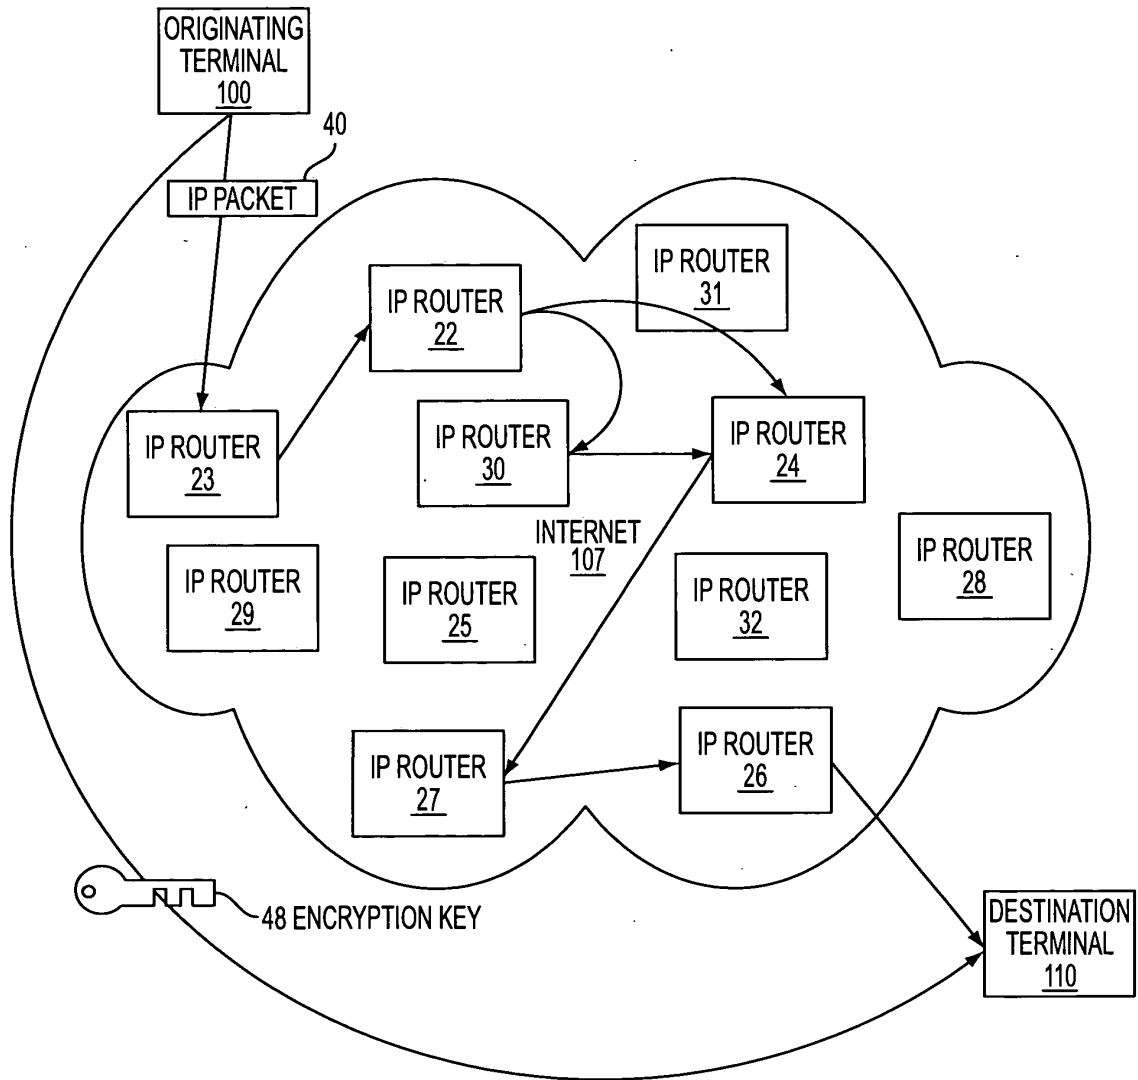 ORIGINATING
TERMINAL
100
40
IP PACKET
IP ROUTER
31
IP ROUTER
22
IP ROUTER
23
IP ROUTER
30
IP ROUTER
24
INTERNET
107
IP ROUTER
28
IP ROUTER
29
IP ROUTER
25
IP ROUTER
32
IP ROUTER
27
IP ROUTER
26
48 ENCRYPTION KEY
DESTINATION
TERMINAL
110